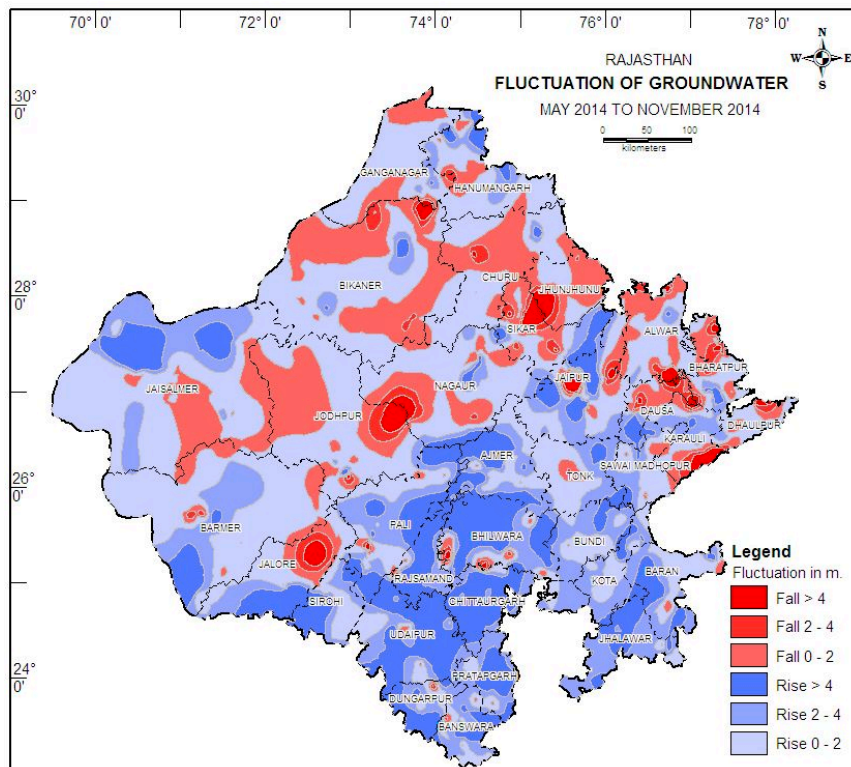 70° 0'
72° 0'
74° 0'
76° 0'
78° 0'
N
W E
S
RAJASTHAN
FLUCTUATION OF GROUNDWATER
MAY 2014 TO NOVEMBER 2014
0 50 100
kilometers
30°
0'
28°
0'
26°
0'
24°
0'
GANGANAGAR
HANUMANGARH
BIKANER
CHURU
JHUNJHUNU
SIKAR
ALWAR
BHARATPUR
JAISALMER
JODHPUR
NAGAUR
JAIPUR
DAUSA
DHAULPUR
KARAULI
AJMER
SAWAI MADHOPUR
TONK
BARMER
PALI
BHILWARA
BUNDI
JALORE
RAJSAMAND
KOTA
BARAN
SIROHI
CHITTAURGARH
UDAIPUR
JHALAWAR
PRATAPGARH
DUNGARPUR
BANSWARA
Legend
Fluctuation in m.
Fall > 4
Fall 2 - 4
Fall 0 - 2
Rise > 4
Rise 2 - 4
Rise 0 - 2